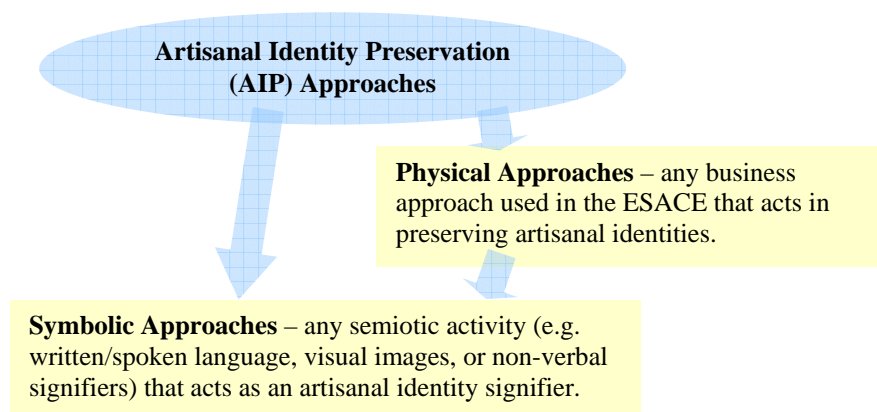 Artisanal Identity Preservation
(AIP) Approaches
Physical Approaches – any business
approach used in the ESACE that acts in
preserving artisanal identities.
Symbolic Approaches – any semiotic activity (e.g.
written/spoken language, visual images, or non-verbal
signifiers) that acts as an artisanal identity signifier.